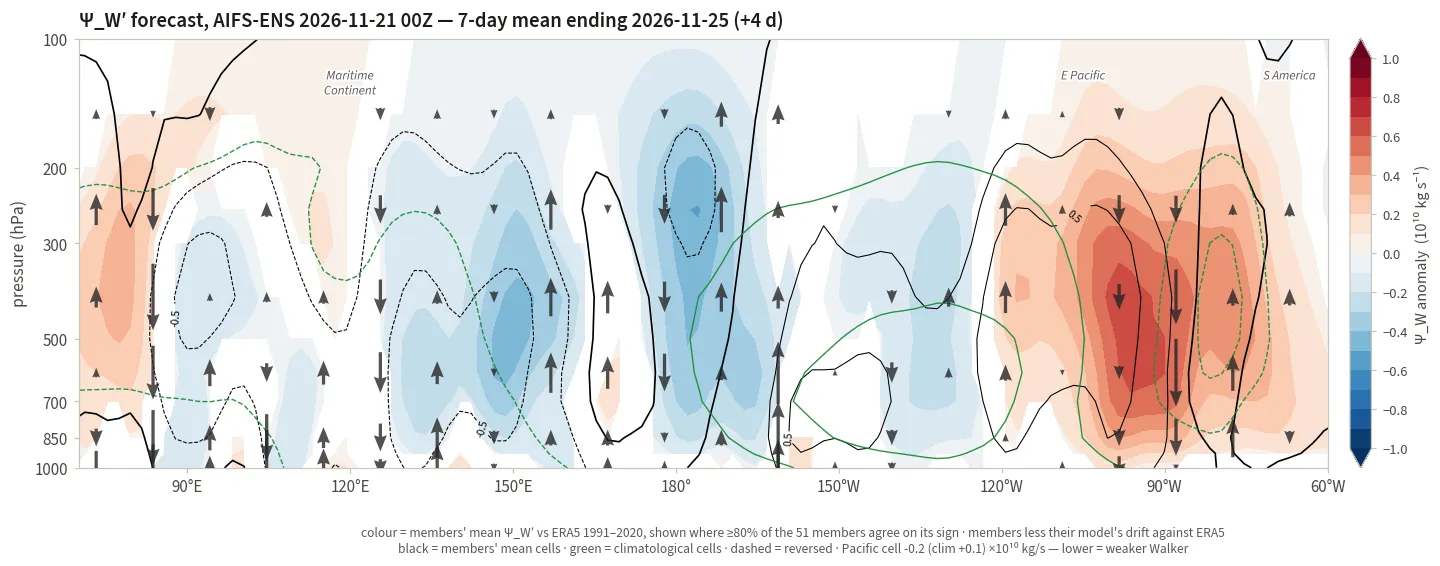 Ψ_W′ forecast, AIFS-ENS 2026-11-21 00Z — 7-day mean ending 2026-11-25 (+4 d)
pressure (hPa)
100
200
300
400
500
700
850
1000
Maritime
Continent
E Pacific
S America
-0.5
-0.5
0.5
0.5
90°E
120°E
150°E
180°
150°W
120°W
90°W
60°W
1.0
0.8
0.6
0.4
0.2
0.0
−0.2
−0.4
−0.6
−0.8
−1.0
Ψ_W anomaly (10¹⁰ kg s⁻¹)
colour = members' mean Ψ_W′ vs ERA5 1991–2020, shown where ≥80% of the 51 members agree on its sign · members less their model's drift against ERA5
black = members' mean cells · green = climatological cells · dashed = reversed · Pacific cell -0.2 (clim +0.1) ×10¹⁰ kg/s — lower = weaker Walker